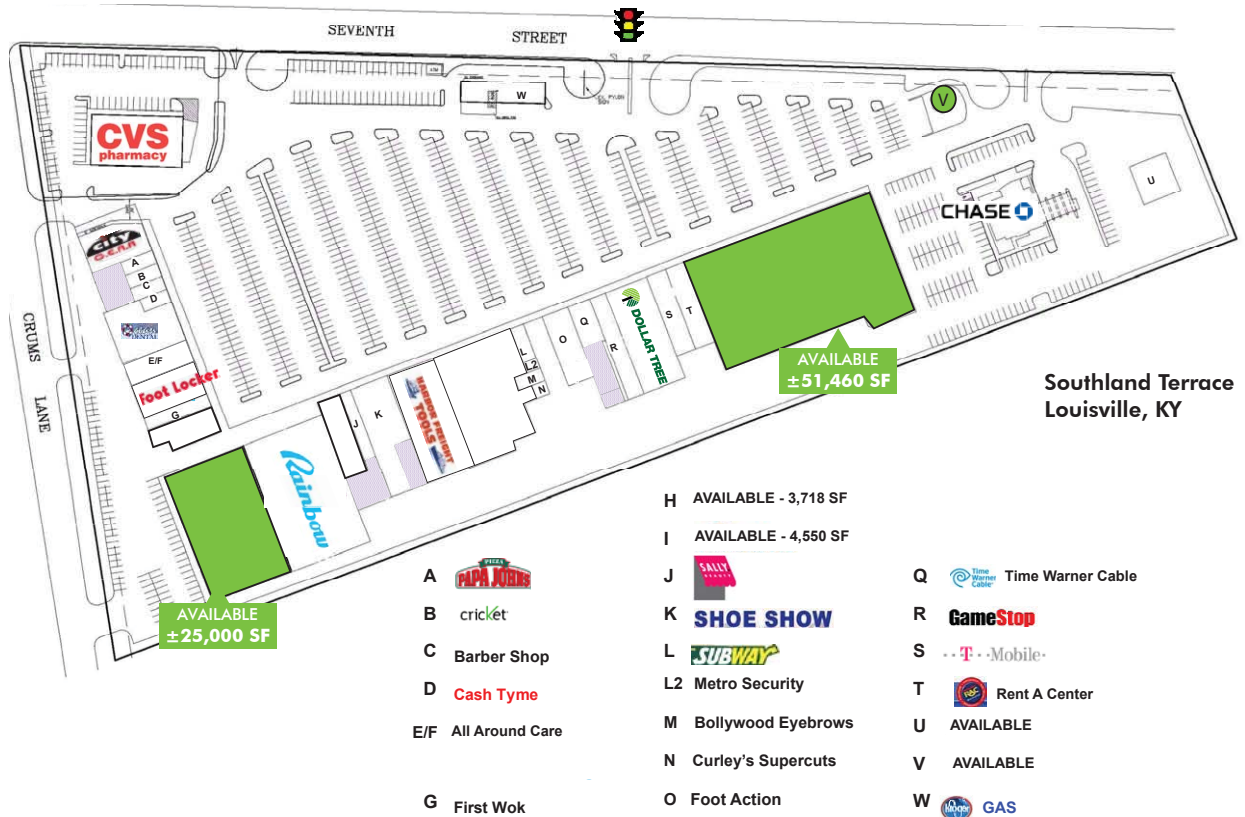 SEVENTH STREET
W
V
CVS
pharmacy
U
CHASE
CITY
GEAR
A
B
C
D
DENTAL
E/F
Foot Locker
G
CRUMS
LANE
Rainbow
J
K
HARBOR FREIGHT
TOOLS
L
L2
M
N
O
Q
R
DOLLAR TREE
S
T
AVAILABLE
±51,460 SF
AVAILABLE
±25,000 SF
Southland Terrace
Louisville, KY
A PIZZA PAPA JOHNS
B cricket
C Barber Shop
D Cash Tyme
E/F All Around Care
G First Wok
H AVAILABLE - 3,718 SF
I AVAILABLE - 4,550 SF
J SALLY BEAUTY
K SHOE SHOW
L SUBWAY
L2 Metro Security
M Bollywood Eyebrows
N Curley's Supercuts
O Foot Action
Q Time Warner Cable Time Warner Cable
R GameStop
S T Mobile
T RAC Rent A Center
U AVAILABLE
V AVAILABLE
W Kroger GAS